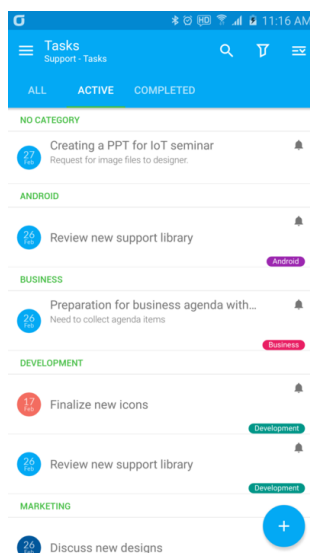 HD 11:16 AM
Tasks
Support - Tasks
ALL ACTIVE COMPLETED
NO CATEGORY
27
Feb
Creating a PPT for IoT seminar
Request for image files to designer.
ANDROID
26
Feb
Review new support library
Android
BUSINESS
26
Feb
Preparation for business agenda with...
Need to collect agenda items
Business
DEVELOPMENT
17
Feb
Finalize new icons
Development
26
Feb
Review new support library
Development
MARKETING
26
Feb
Discuss new designs